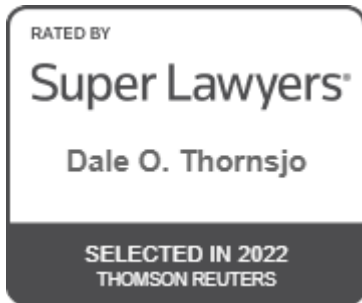 RATED BY
Super Lawyers®
Dale O. Thornsjo
SELECTED IN 2022
THOMSON REUTERS